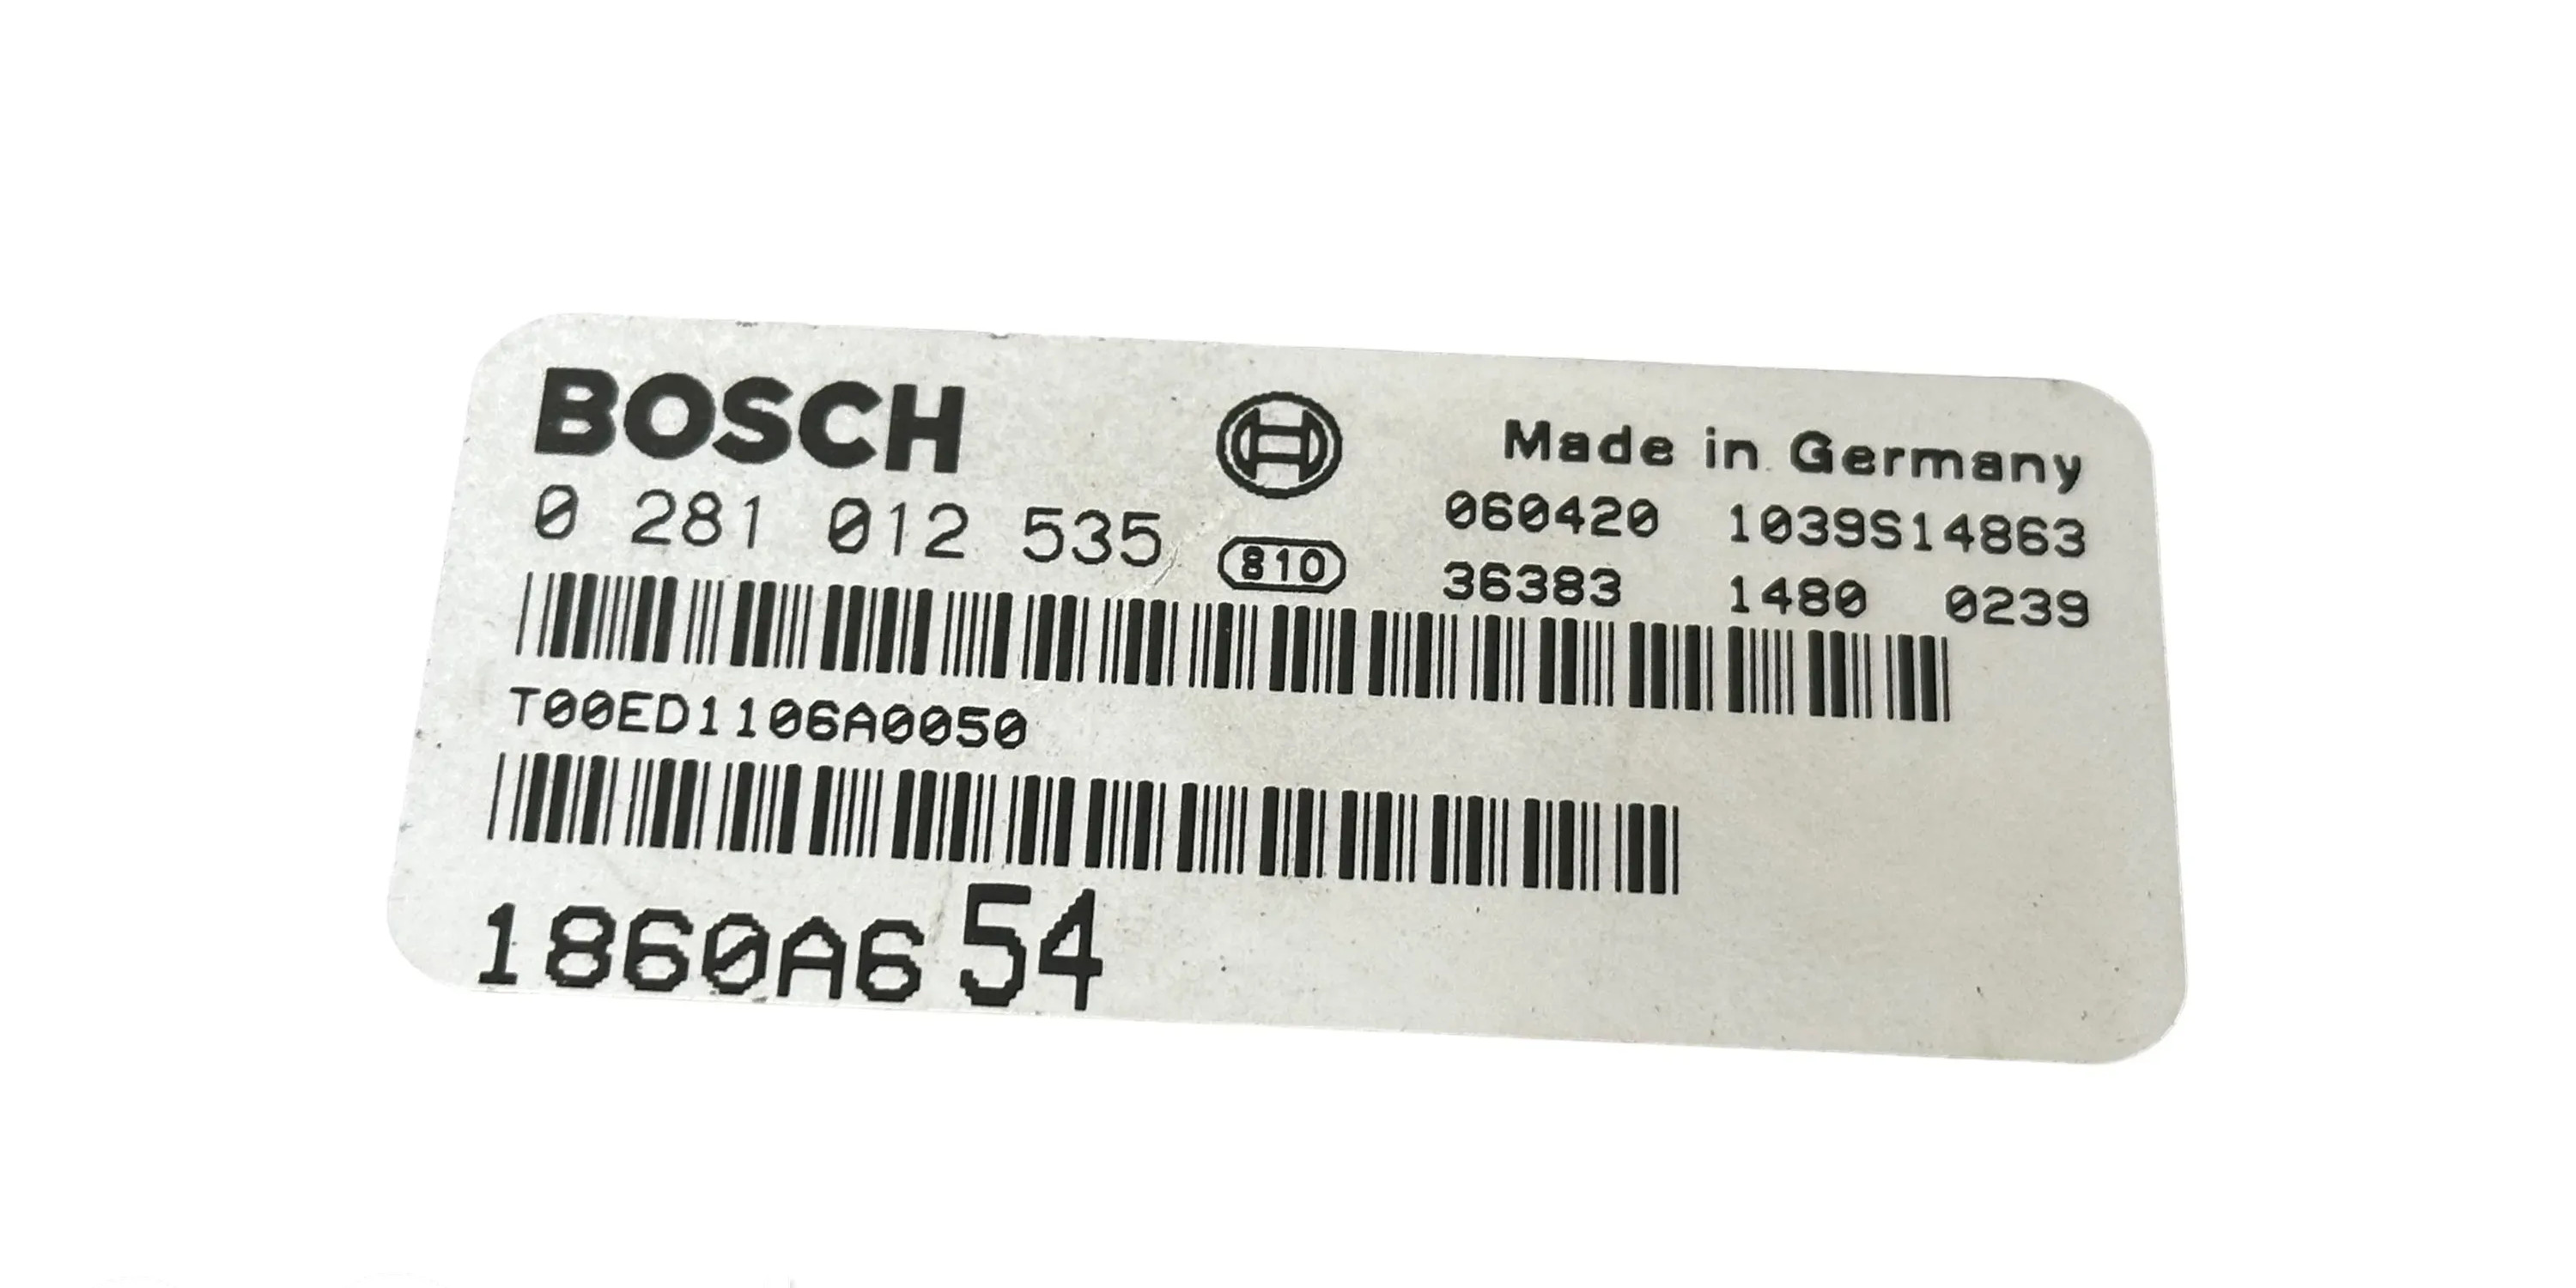 BOSCH
Made in Germany
0 281 012 535
810
060420 1039S14863
36383 1480 0239
T00ED1106A0050
1860A654